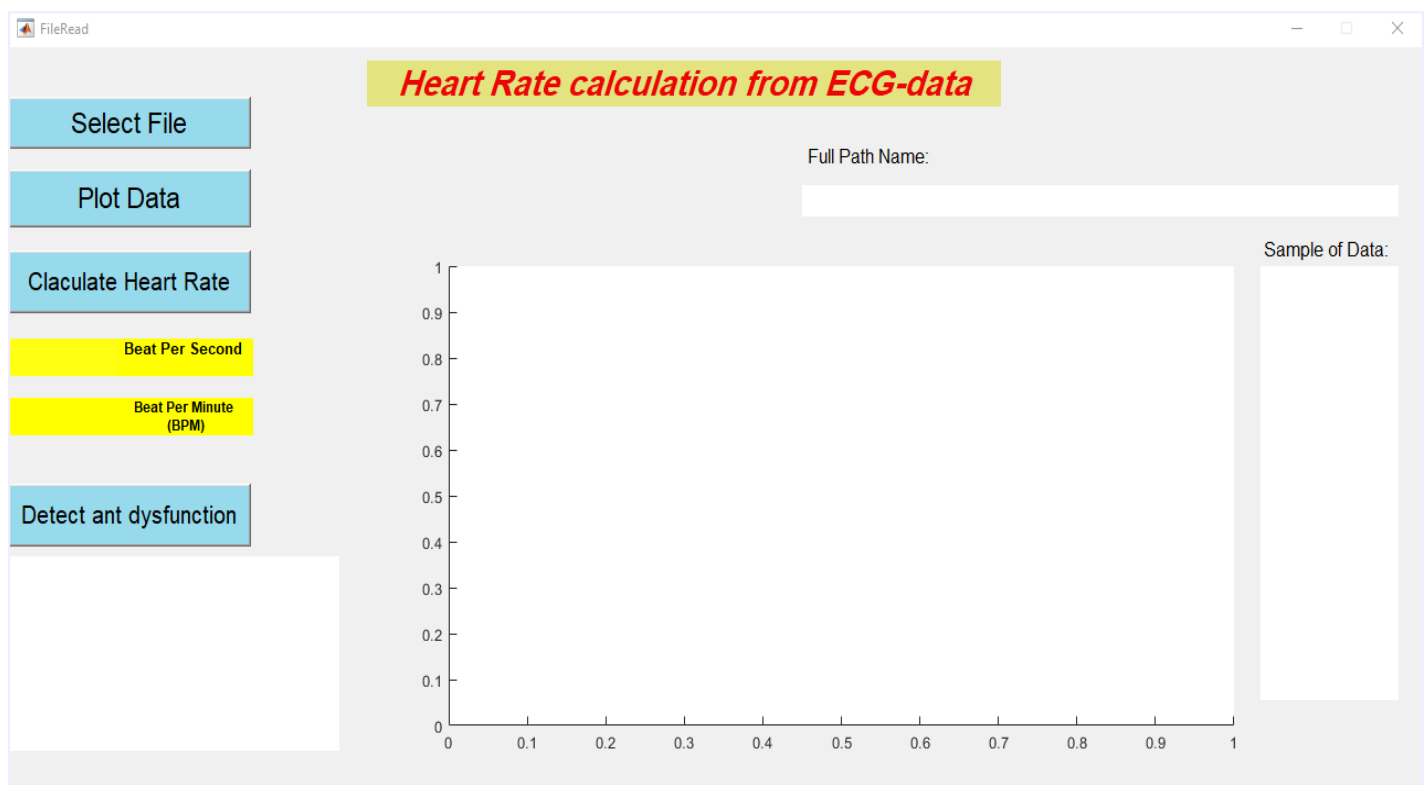 FileRead
Heart Rate calculation from ECG-data
Select File
Full Path Name:
Plot Data
Sample of Data:
Claculate Heart Rate
Beat Per Second
Beat Per Minute
(BPM)
Detect ant dysfunction
1
0.9
0.8
0.7
0.6
0.5
0.4
0.3
0.2
0.1
0
0 0.1 0.2 0.3 0.4 0.5 0.6 0.7 0.8 0.9 1